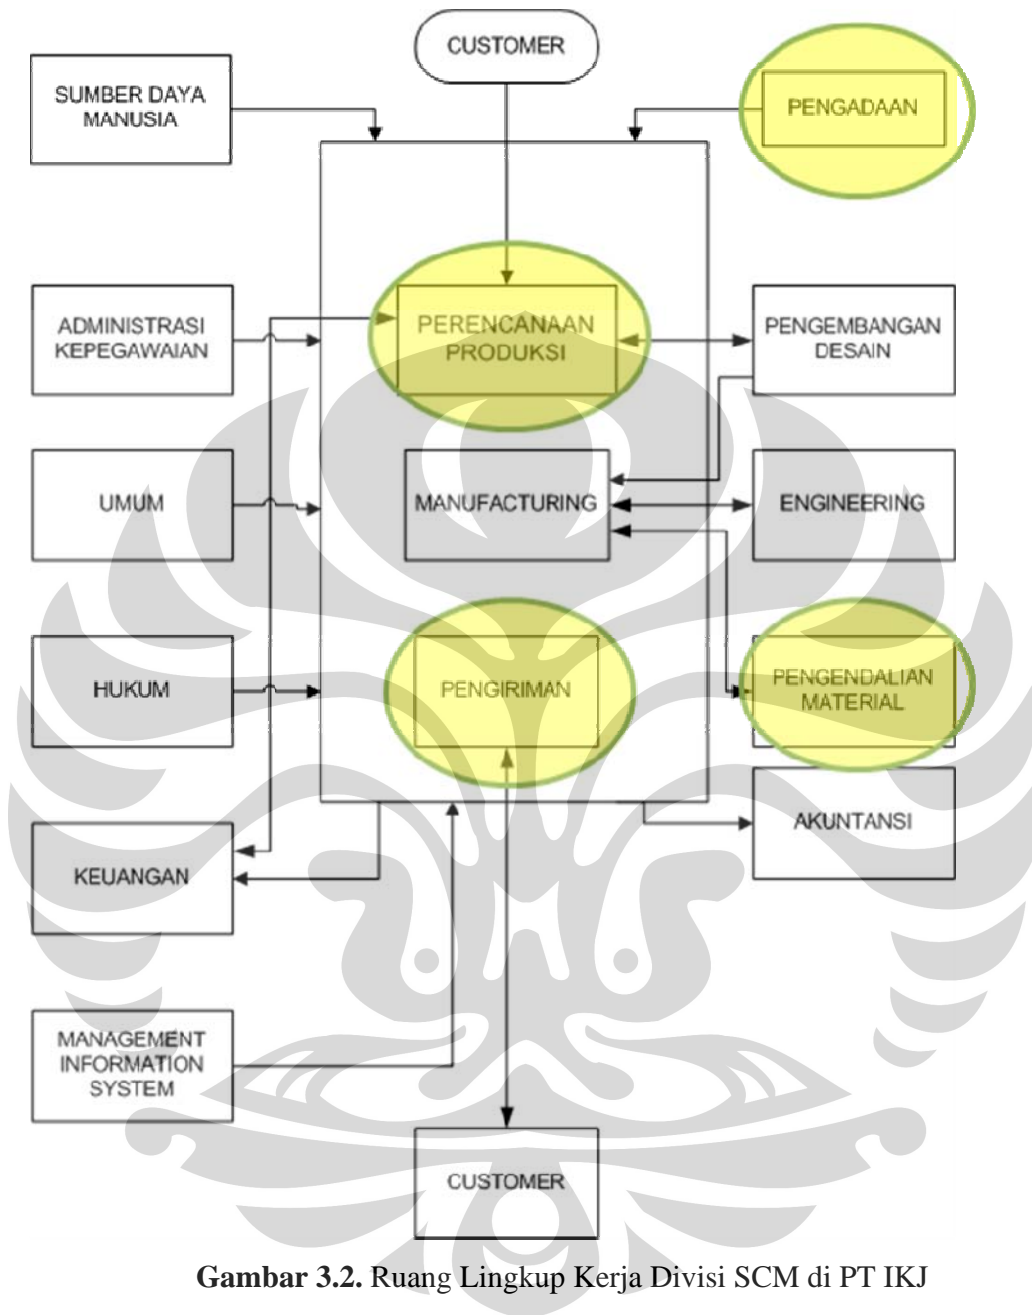 CUSTOMER
SUMBER DAYA
MANUSIA
PENGADAAN
ADMINISTRASI
KEPEGAWAIAN
PERENCANAAN
PRODUKSI
PENGEMBANGAN
DESAIN
UMUM
MANUFACTURING
ENGINEERING
HUKUM
PENGIRIMAN
PENGENDALIAN
MATERIAL
AKUNTANSI
KEUANGAN
MANAGEMENT
INFORMATION
SYSTEM
CUSTOMER
Gambar 3.2. Ruang Lingkup Kerja Divisi SCM di PT IKJ